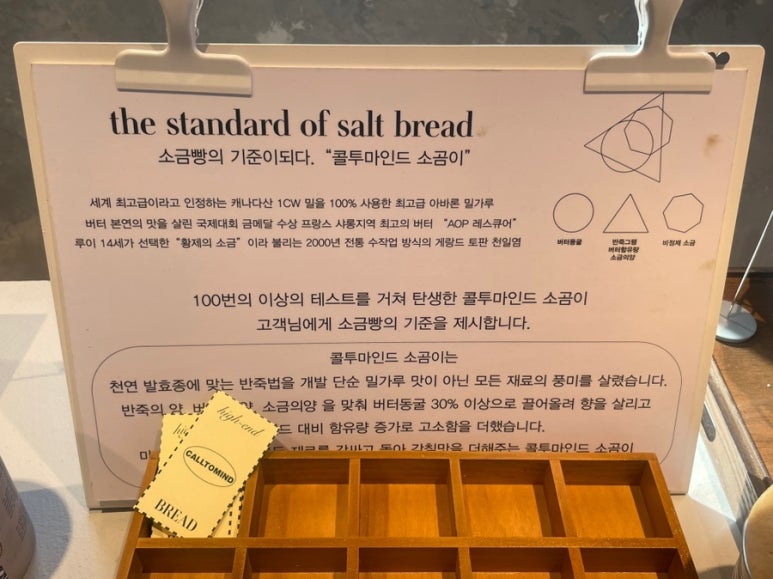 the standard of salt bread
소금빵의 기준이되다. “콜투마인드 소곰이”
세계 최고급이라고 인정하는 캐나다산 1CW 밀을 100% 사용한 최고급 아바론 밀가루
버터 본연의 맛을 살린 국제대회 금메달 수상 프랑스 샤롱지역 최고의 버터 “AOP 레스큐어”
루이 14세가 선택한 “황제의 소금” 이라 불리는 2000년 전통 수작업 방식의 게랑드 토판 천일염
버터동굴
반죽그램
버터함유량
소금의양
비정제 소금
100번의 이상의 테스트를 거쳐 탄생한 콜투마인드 소곰이
고객님에게 소금빵의 기준을 제시합니다.
콜투마인드 소곰이는
천연 발효종에 맞는 반죽법을 개발 단순 밀가루 맛이 아닌 모든 재료의 풍미를 살렸습니다.
반죽의 양, 소금의양 을 맞춰 버터동굴 30% 이상으로 끌어올려 향을 살리고
대비 함유량 증가로 고소함을 더했습니다.
재료를 감싸고 돌아 감칠맛을 더해주는 콜투마인드 소곰이
high-end
CALLTOMIND
BREAD